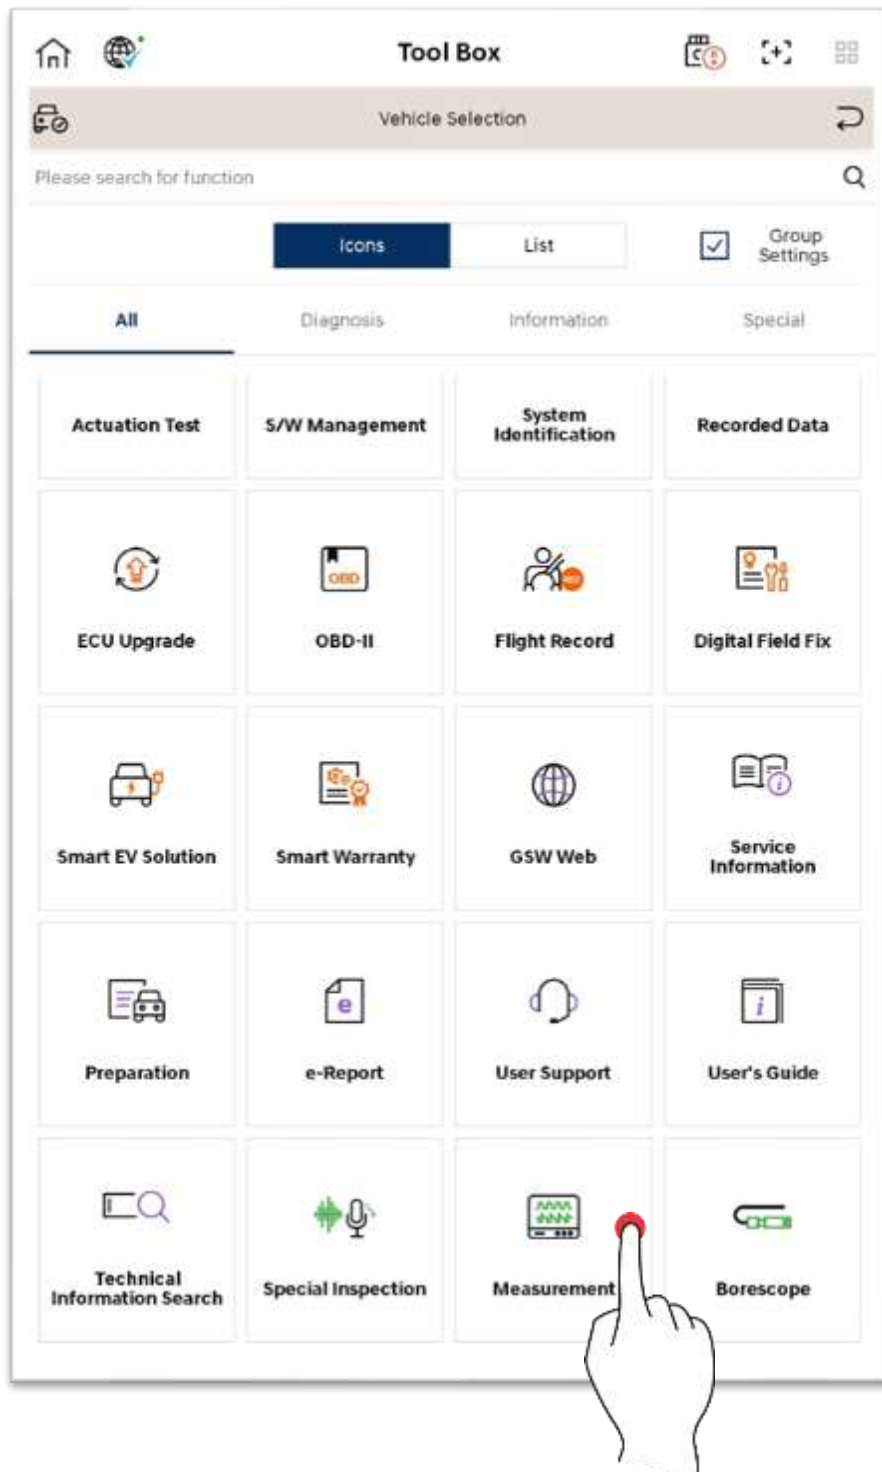 Tool Box
Vehicle Selection
Please search for function
Icons
List
Group
Settings
All
Diagnosis
Information
Special
Actuation Test
S/W Management
System
Identification
Recorded Data
OBD
ECU Upgrade
OBD-II
Flight Record
Digital Field Fix
Smart EV Solution
Smart Warranty
GSW Web
Service
Information
e
i
Preparation
e-Report
User Support
User's Guide
Technical
Information Search
Special Inspection
Measurement
Borescope